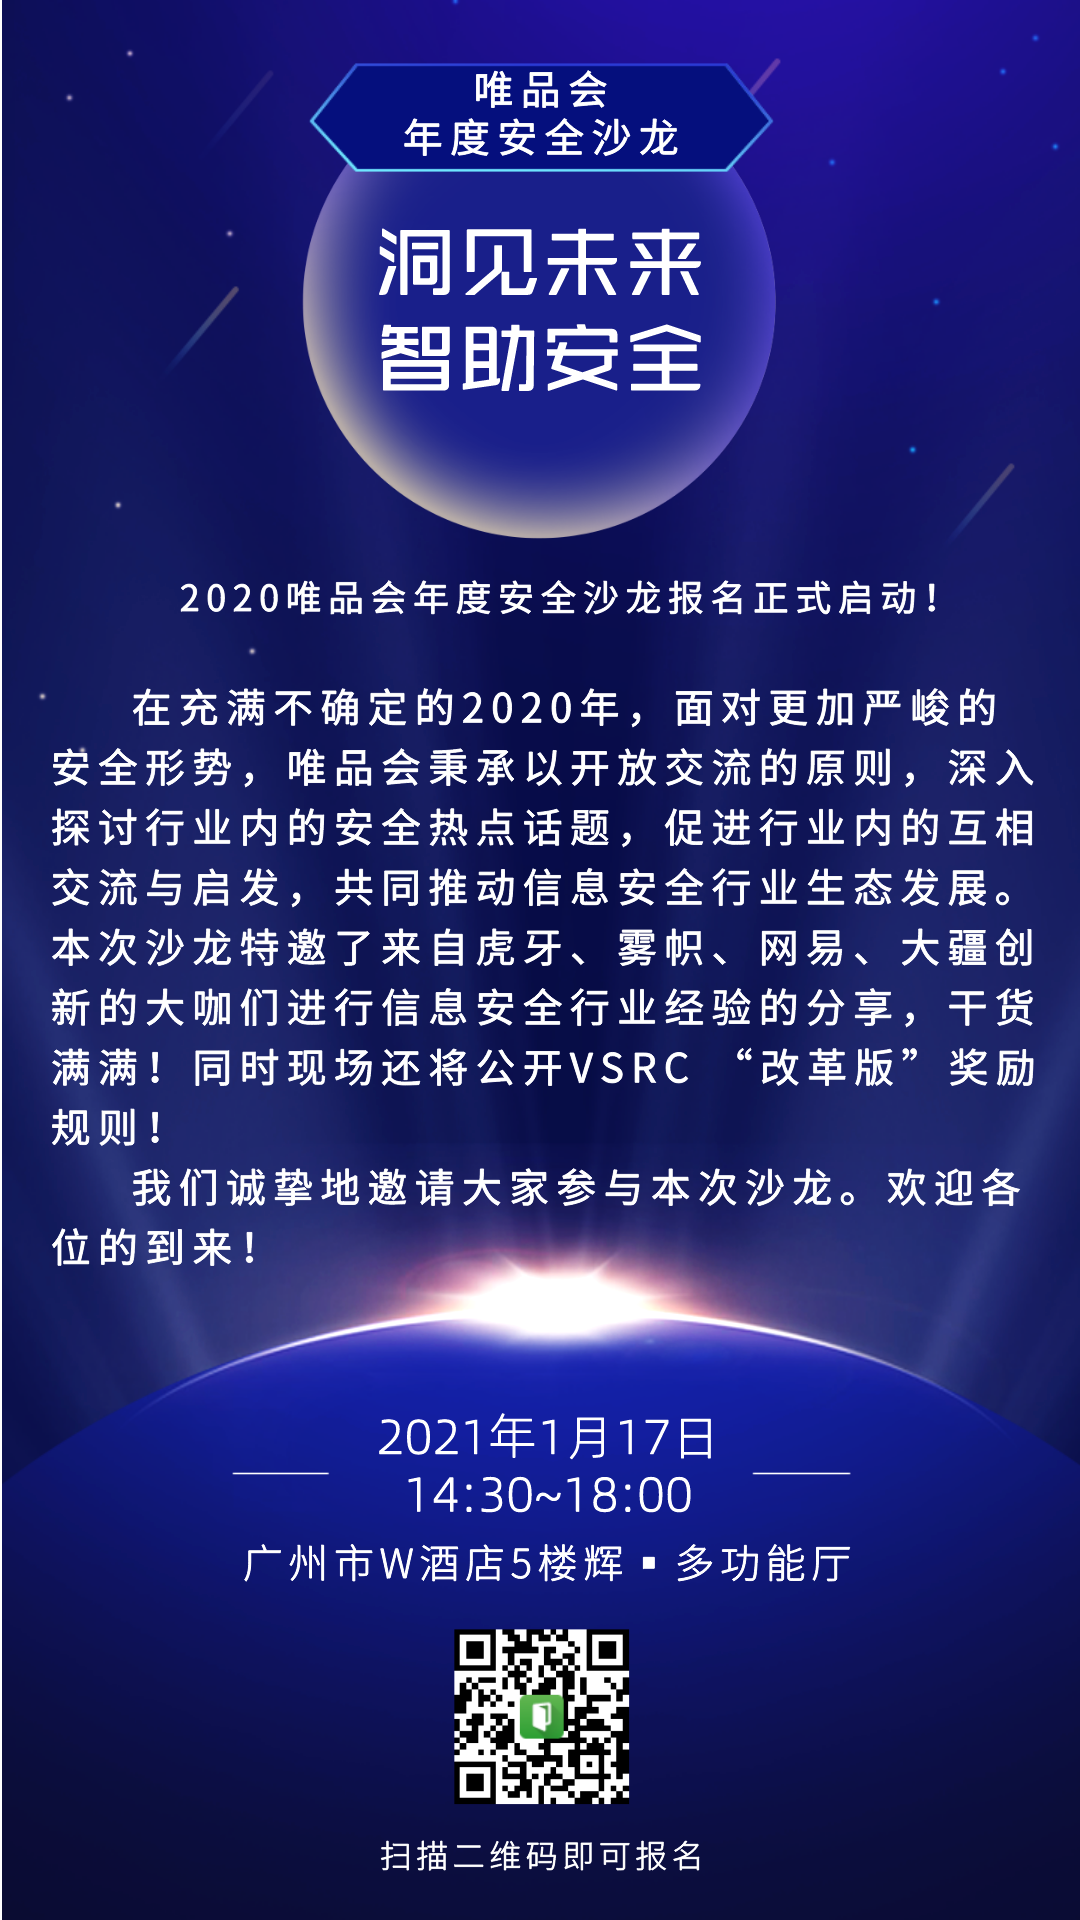 唯品会
年度安全沙龙
洞见未来
智助安全
2020唯品会年度安全沙龙报名正式启动！
在充满不确定的2020年，面对更加严峻的
安全形势，唯品会秉承以开放交流的原则，深入
探讨行业内的安全热点话题，促进行业内的互相
交流与启发，共同推动信息安全行业生态发展。
本次沙龙特邀了来自虎牙、雾帜、网易、大疆创
新的大咖们进行信息安全行业经验的分享，干货
满满！同时现场还将公开VSRC “改革版”奖励
规则！
我们诚挚地邀请大家参与本次沙龙。欢迎各
位的到来！
2021年1月17日
14:30~18:00
广州市W酒店5楼辉▪多功能厅
扫描二维码即可报名